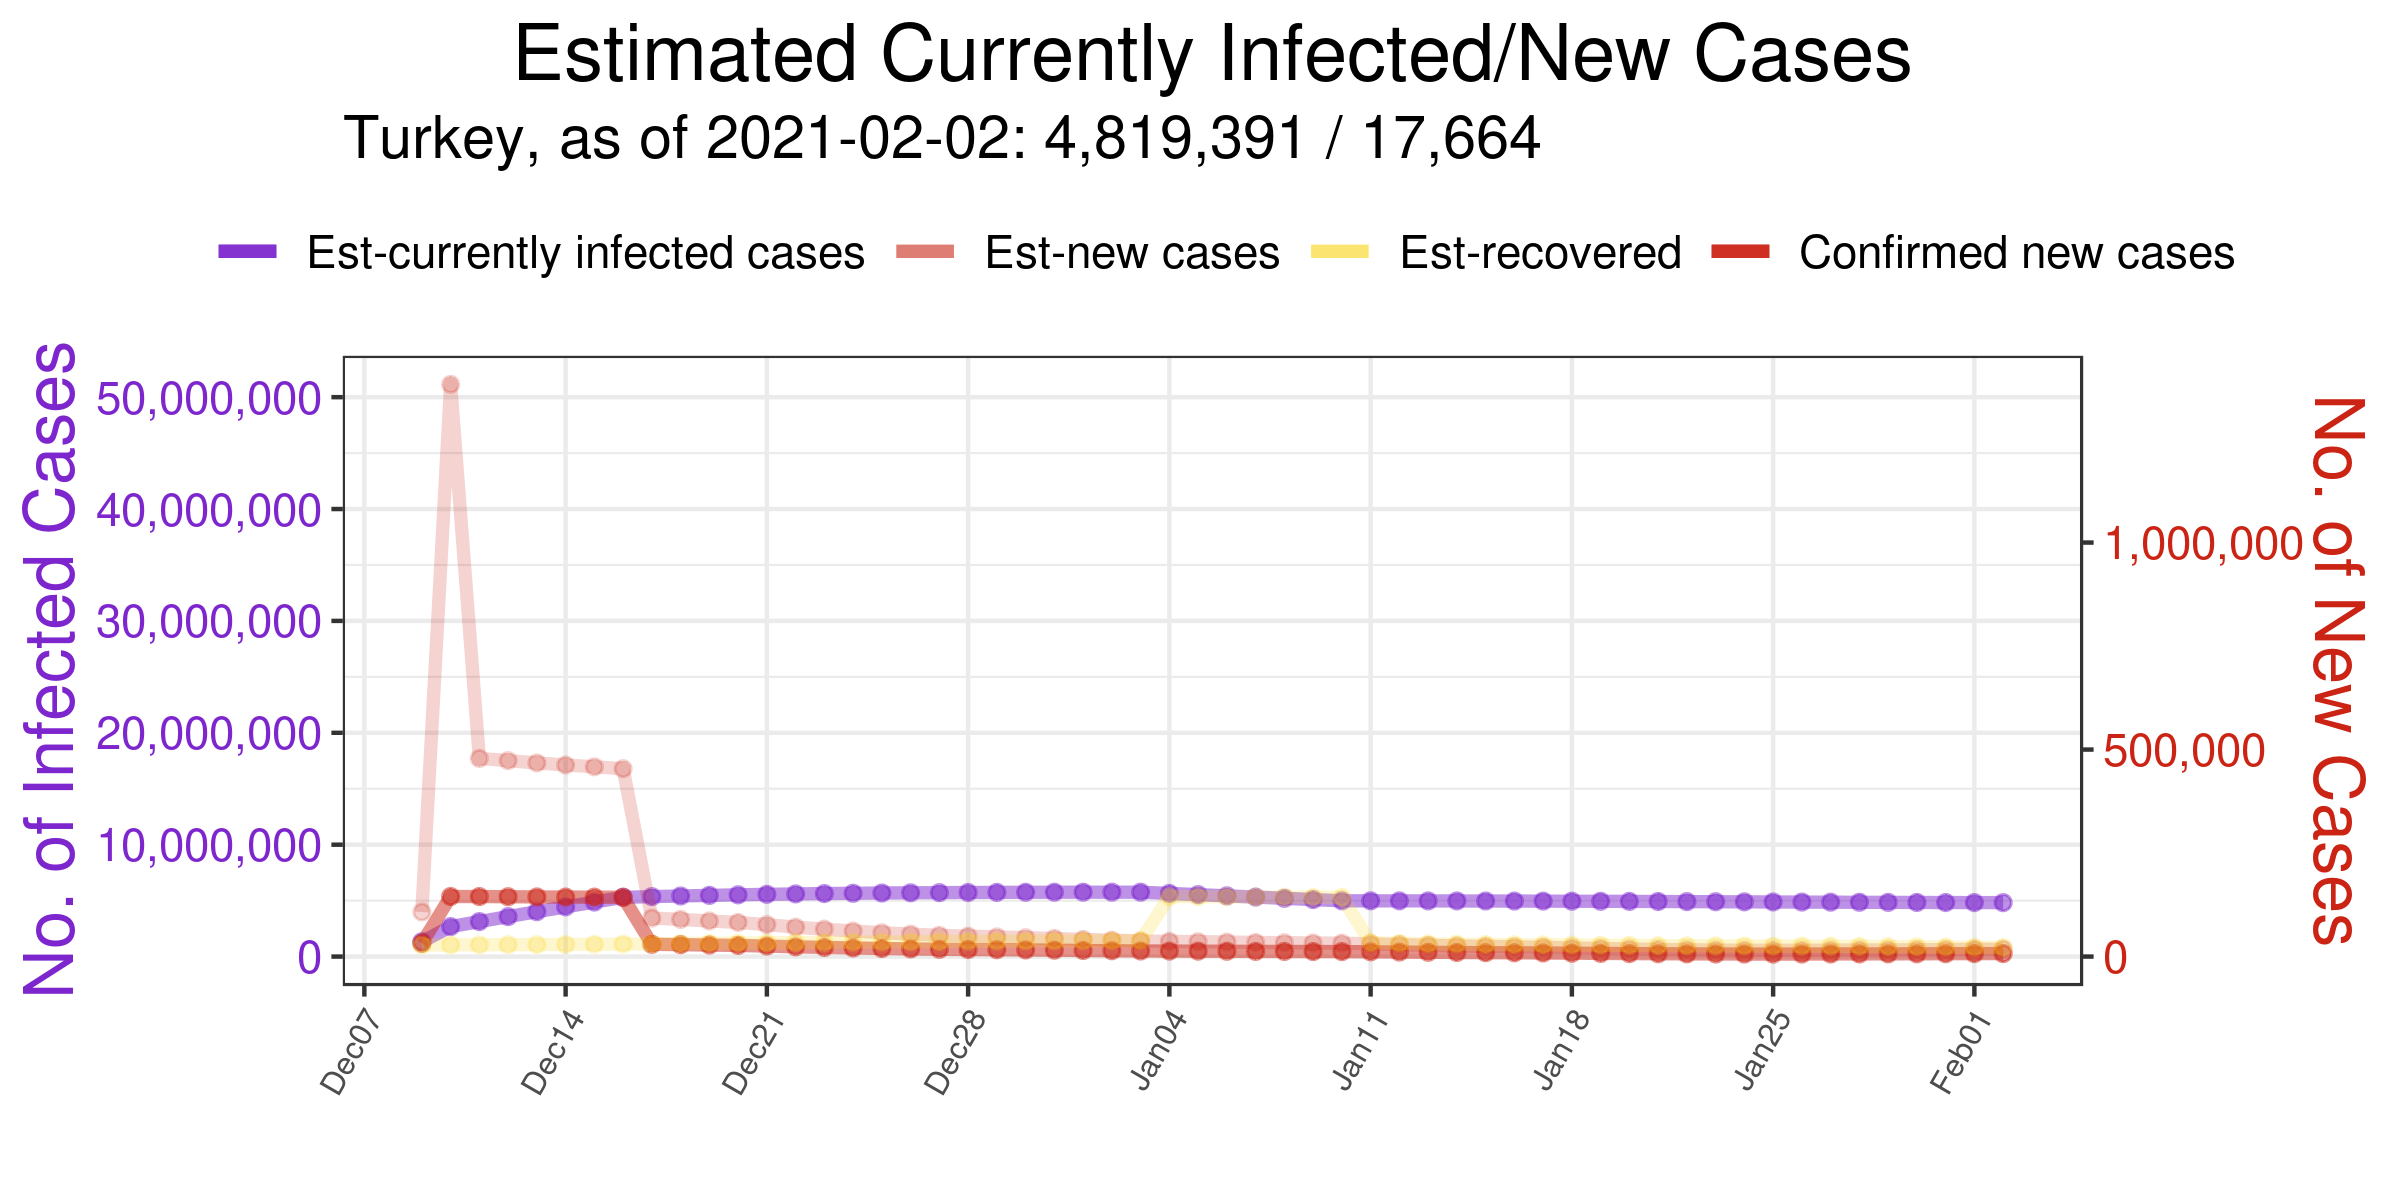 Estimated Currently Infected/New Cases
Turkey, as of 2021-02-02: 4,819,391 / 17,664
Est-currently infected cases Est-new cases Est-recovered Confirmed new cases
No. of Infected Cases
50,000,000
40,000,000
30,000,000
20,000,000
10,000,000
0
1,000,000
500,000
0
No. of New Cases
Dec07 Dec14 Dec21 Dec28 Jan04 Jan11 Jan18 Jan25 Feb01